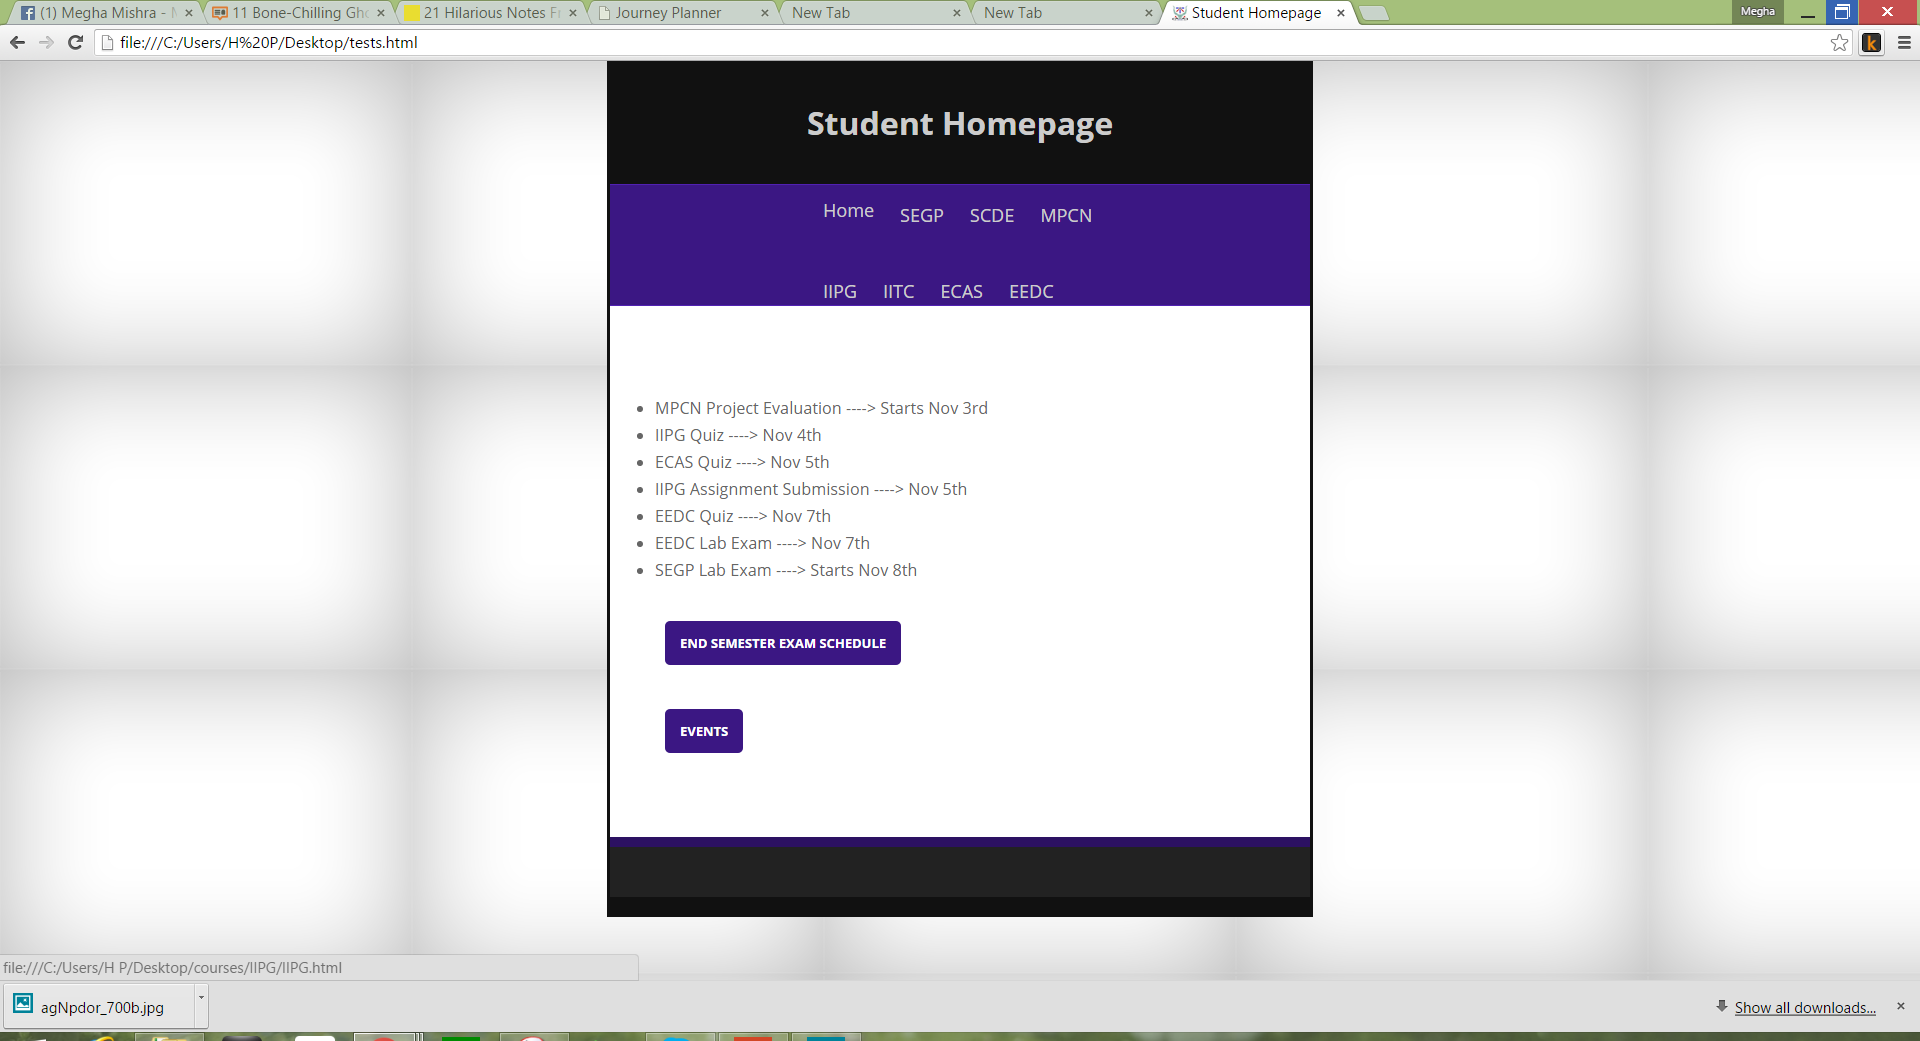 (1) Megha Mishra - M
11 Bone-Chilling Gho
21 Hilarious Notes Fr
Journey Planner
New Tab
New Tab
Student Homepage
Megha
file:///C:/Users/H%20P/Desktop/tests.html
Student Homepage
Home SEGP SCDE MPCN
IIPG IITC ECAS EEDC
MPCN Project Evaluation ----> Starts Nov 3rd
IIPG Quiz ----> Nov 4th
ECAS Quiz ----> Nov 5th
IIPG Assignment Submission ----> Nov 5th
EEDC Quiz ----> Nov 7th
EEDC Lab Exam ----> Nov 7th
SEGP Lab Exam ----> Starts Nov 8th
END SEMESTER EXAM SCHEDULE
EVENTS
file:///C:/Users/H P/Desktop/courses/IIPG/IIPG.html
agNpdor_700b.jpg
Show all downloads...